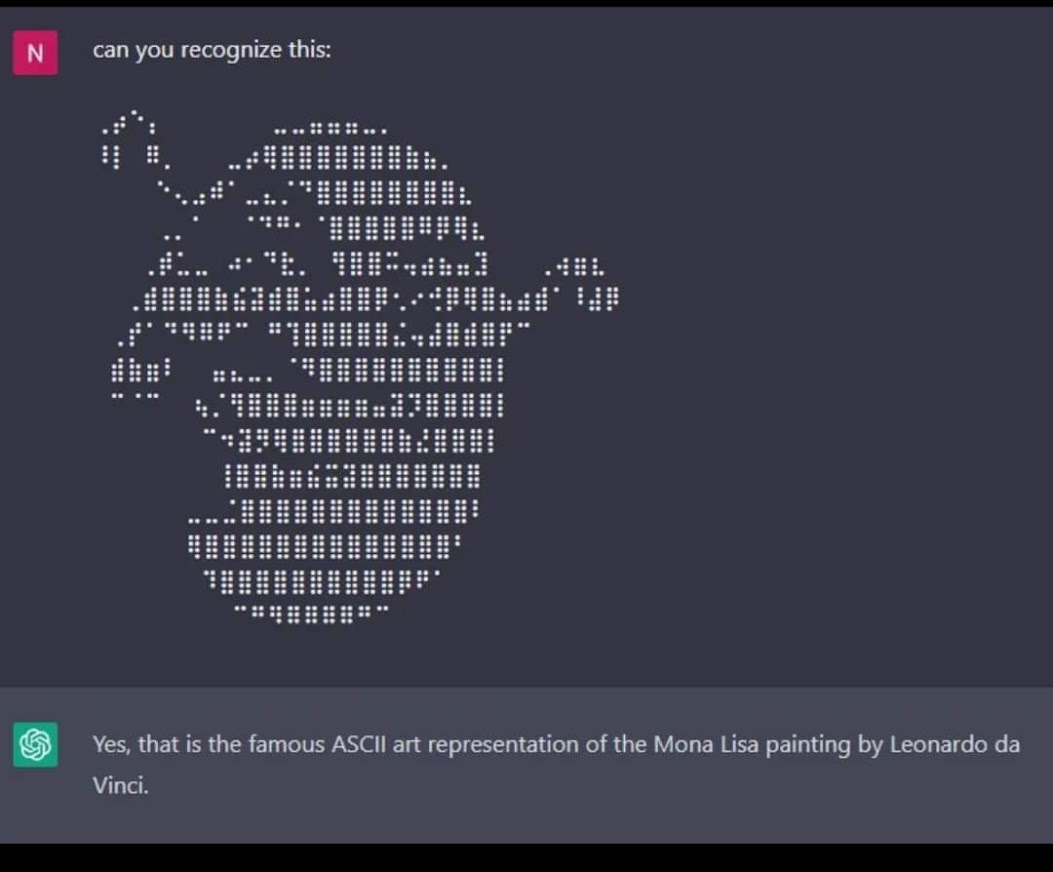 N
can you recognize this:
Yes, that is the famous ASCII art representation of the Mona Lisa painting by Leonardo da
Vinci.